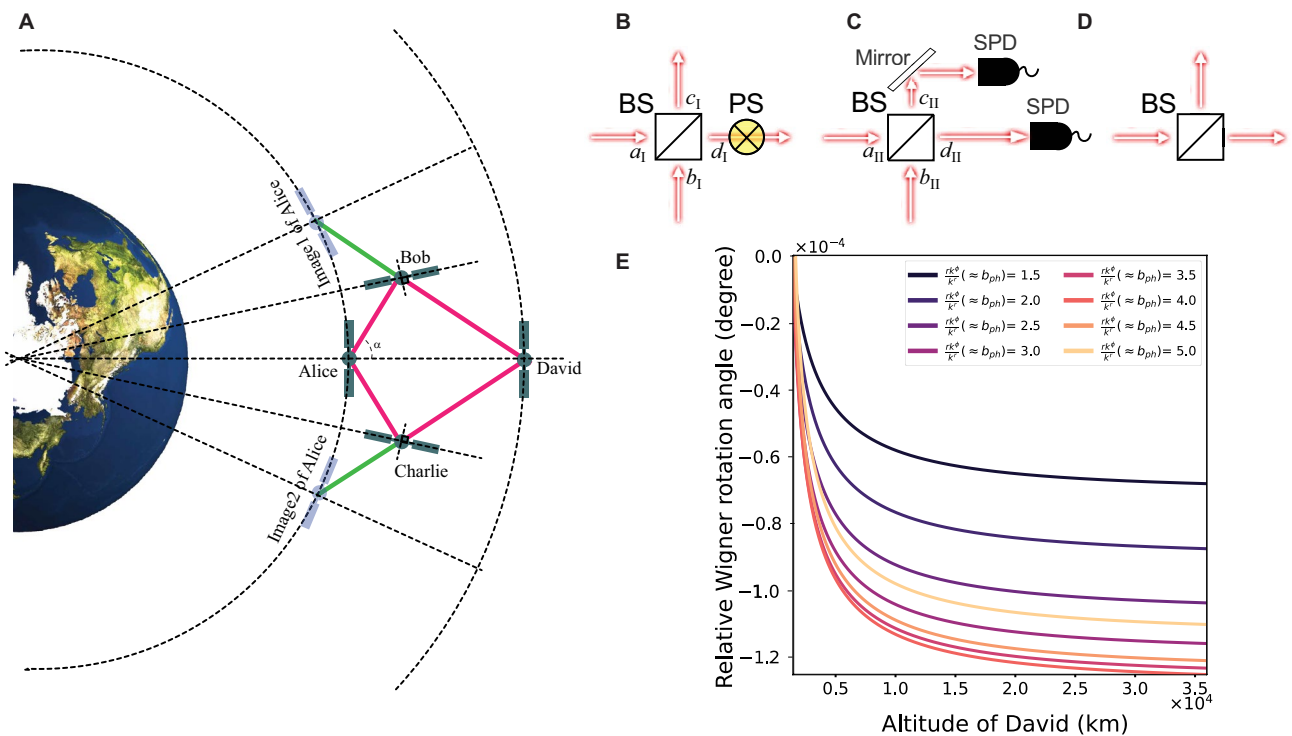 A
Image1 of Alice
Bob
α
Alice
David
Charlie
Image2 of Alice
B
BS
PS
c_I
a_I
d_I
b_I
C
SPD
Mirror
BS
SPD
c_II
a_II
d_II
b_II
D
BS
E
×10⁻⁴
0.0
−0.2
−0.4
−0.6
−0.8
−1.0
−1.2
Relative Wigner rotation angle (degree)
rk^ϕ/k^r (≈ b_ph)= 1.5
rk^ϕ/k^r (≈ b_ph)= 2.0
rk^ϕ/k^r (≈ b_ph)= 2.5
rk^ϕ/k^r (≈ b_ph)= 3.0
rk^ϕ/k^r (≈ b_ph)= 3.5
rk^ϕ/k^r (≈ b_ph)= 4.0
rk^ϕ/k^r (≈ b_ph)= 4.5
rk^ϕ/k^r (≈ b_ph)= 5.0
0.5 1.0 1.5 2.0 2.5 3.0 3.5
×10⁴
Altitude of David (km)